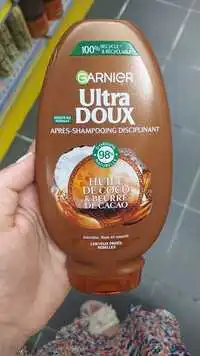 100% RECYCLÉ
& RECYCLABLE
GARNIER
Ultra
DOUX
APRÈS-SHAMPOOING DISCIPLINANT
98%
HUILE
DE COCO
& BEURRE
DE CACAO
CHEVEUX FRISÉS,
REBELLES